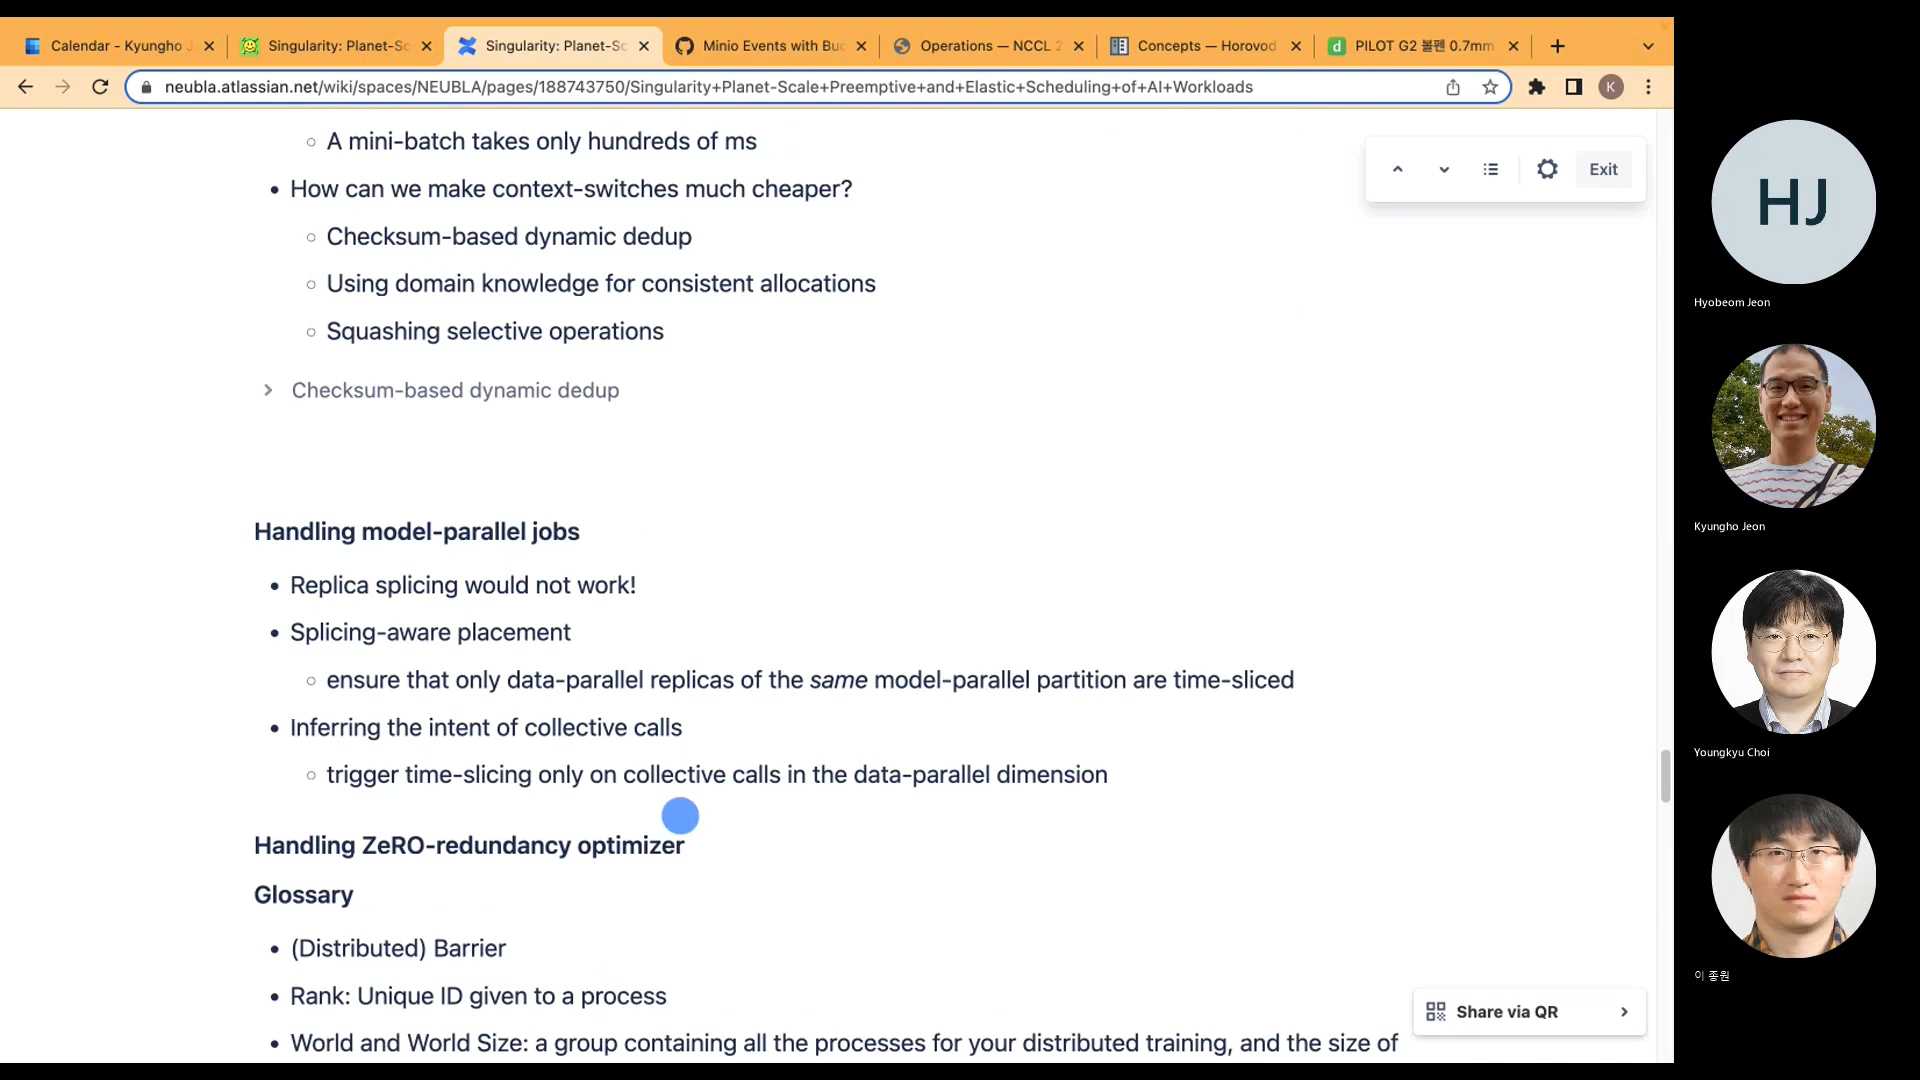 Calendar - Kyungho J
Singularity: Planet-Sc
Singularity: Planet-Sc
Minio Events with Buc
Operations — NCCL 2
Concepts — Horovod
PILOT G2 볼펜 0.7mm
neubla.atlassian.net/wiki/spaces/NEUBLA/pages/188743750/Singularity+Planet-Scale+Preemptive+and+Elastic+Scheduling+of+AI+Workloads
K
A mini-batch takes only hundreds of ms
How can we make context-switches much cheaper?
Checksum-based dynamic dedup
Using domain knowledge for consistent allocations
Squashing selective operations
Checksum-based dynamic dedup
Exit
Handling model-parallel jobs
Replica splicing would not work!
Splicing-aware placement
ensure that only data-parallel replicas of the same model-parallel partition are time-sliced
Inferring the intent of collective calls
trigger time-slicing only on collective calls in the data-parallel dimension
Handling ZeRO-redundancy optimizer
Glossary
(Distributed) Barrier
Rank: Unique ID given to a process
World and World Size: a group containing all the processes for your distributed training, and the size of
Share via QR
HJ
Hyobeom Jeon
Kyungho Jeon
Youngkyu Choi
이 종원